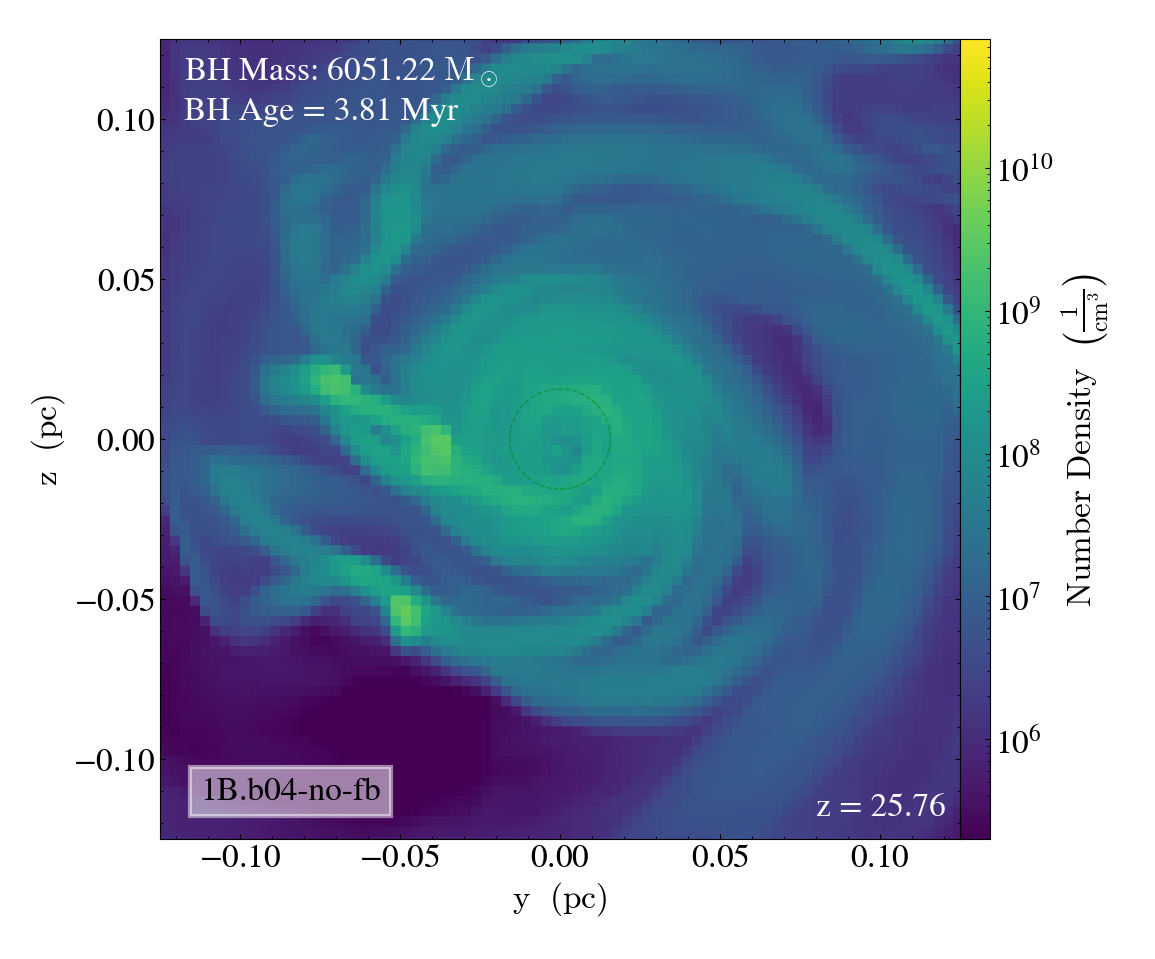 BH Mass: 6051.22 M⊙
BH Age = 3.81 Myr
0.10
0.05
0.00
−0.05
−0.10
z (pc)
1B.b04-no-fb
z = 25.76
−0.10 −0.05 0.00 0.05 0.10
y (pc)
10¹⁰
10⁹
10⁸
10⁷
10⁶
Number Density (1/cm³)